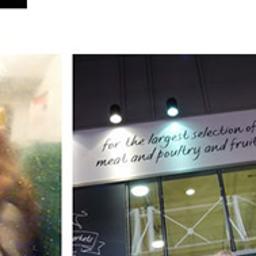 for the largest selection of
meat and poultry and fruit